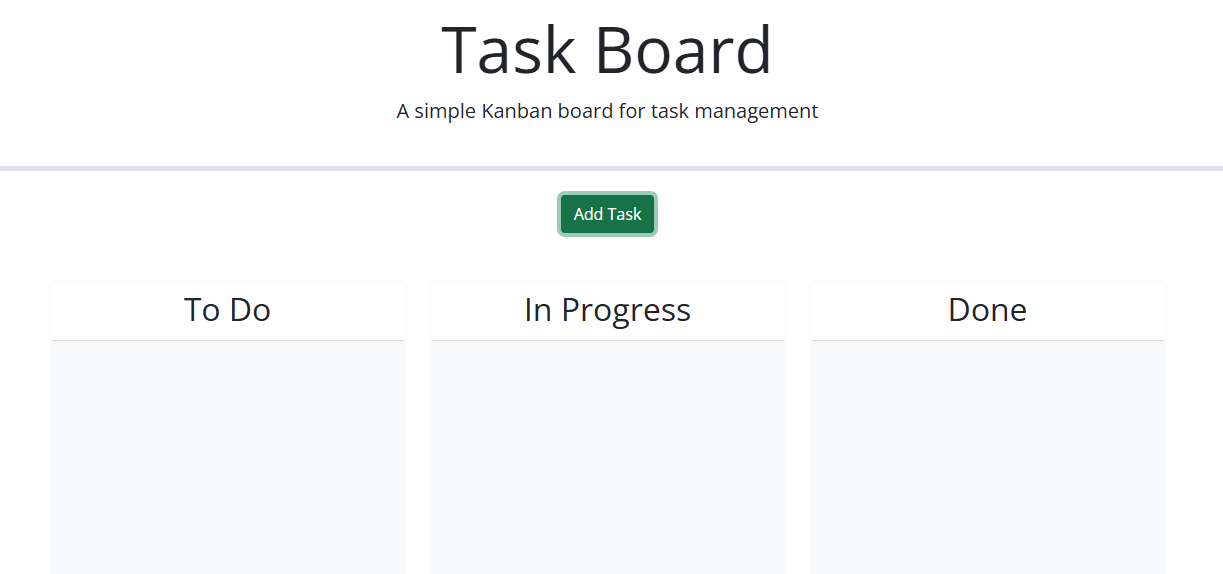 Task Board
A simple Kanban board for task management
Add Task
To Do
In Progress
Done